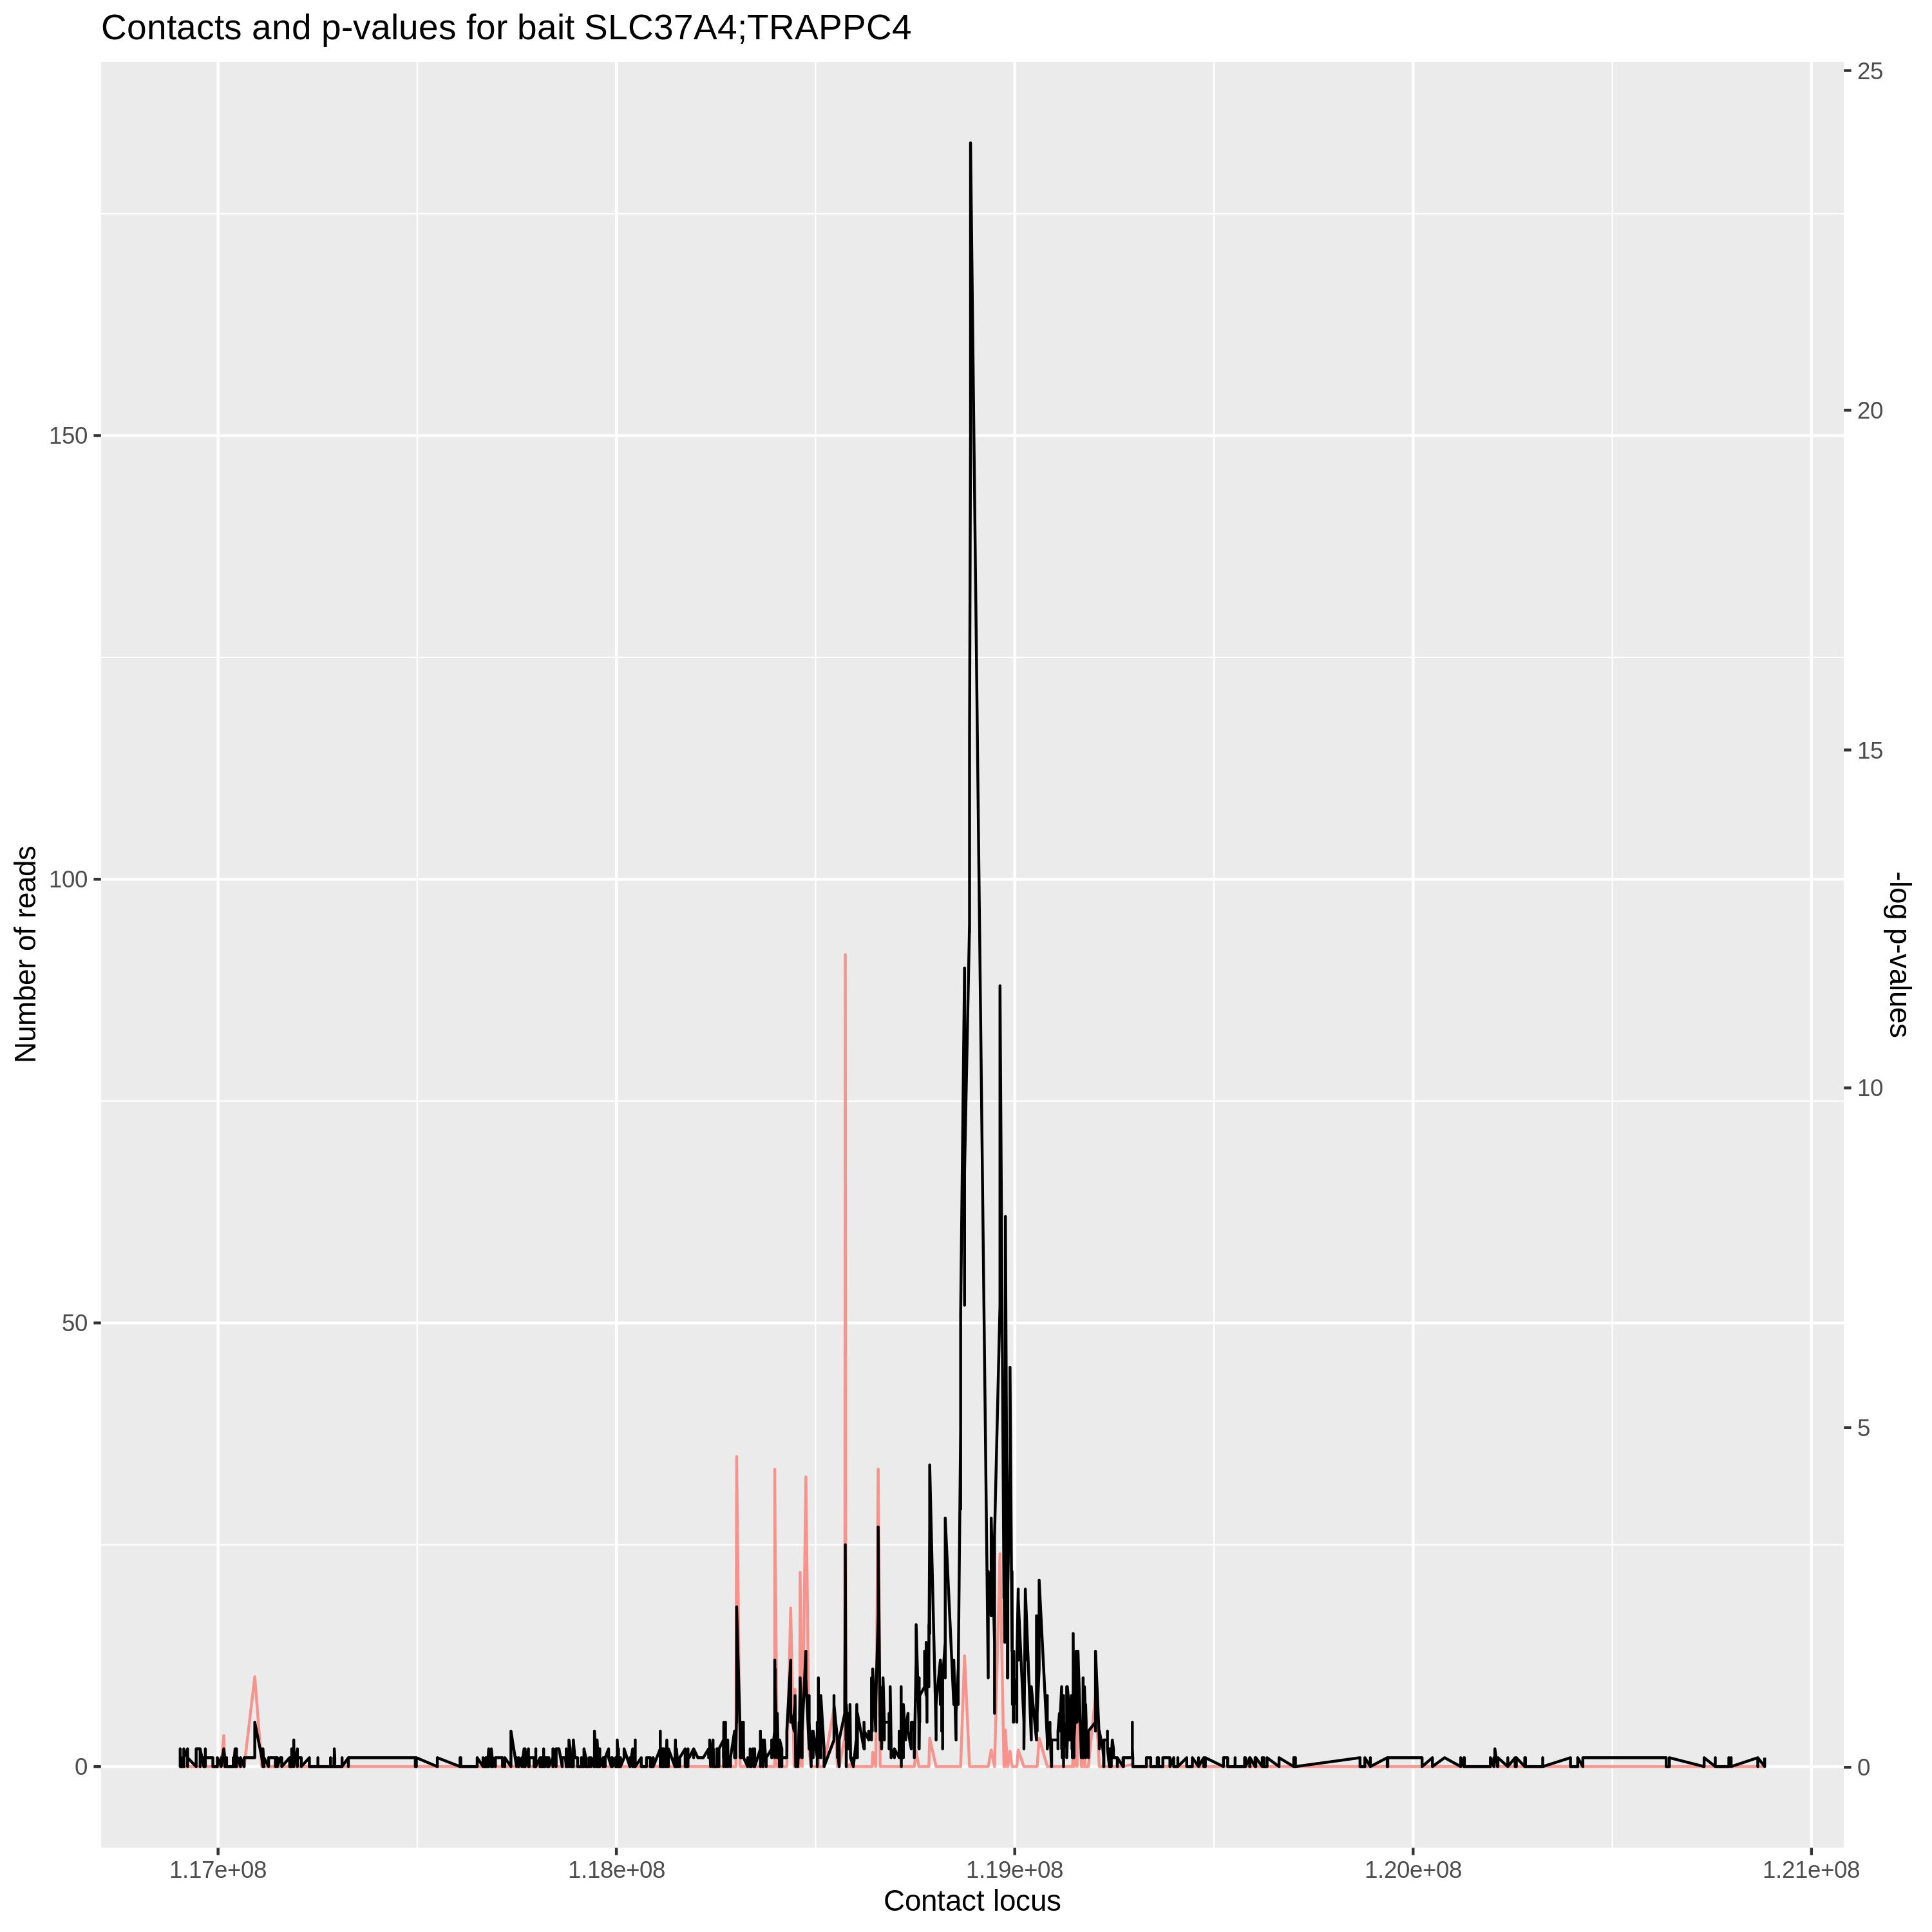 Contacts and p-values for bait SLC37A4;TRAPPC4
25
20
15
10
5
0
150
100
50
0
Number of reads
-log p-values
1.17e+08 1.18e+08 1.19e+08 1.20e+08 1.21e+08
Contact locus